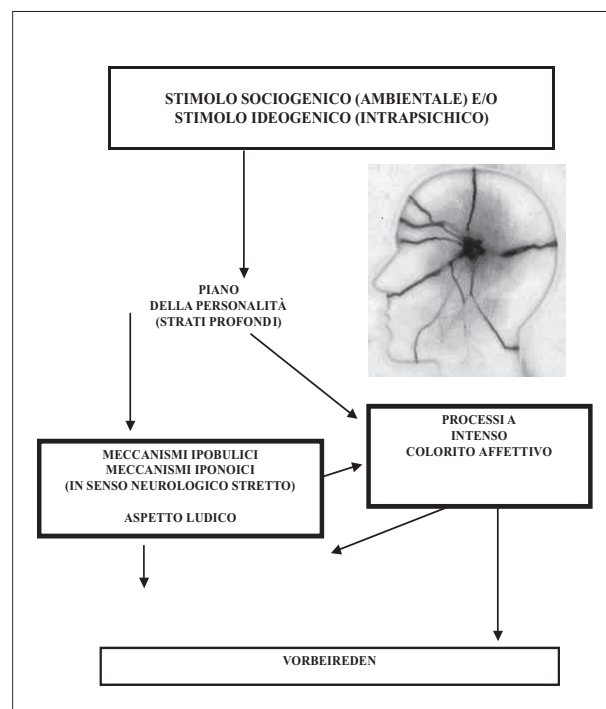 STIMOLO SOCIOGENICO (AMBIENTALE) E/O
STIMOLO IDEOGENICO (INTRAPSICHICO)
PIANO
DELLA PERSONALITÀ
(STRATI PROFONDI)
MECCANISMI IPOBULICI
MECCANISMI IPONOICI
(IN SENSO NEUROLOGICO STRETTO)
ASPETTO LUDICO
PROCESSI A
INTENSO
COLORITO AFFETTIVO
VORBEIREDEN